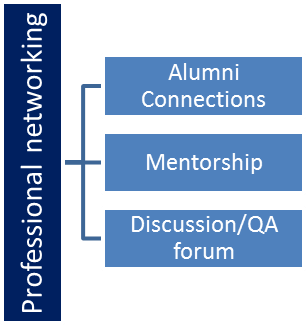 Professional networking
Alumni
Connections
Mentorship
Discussion/QA
forum